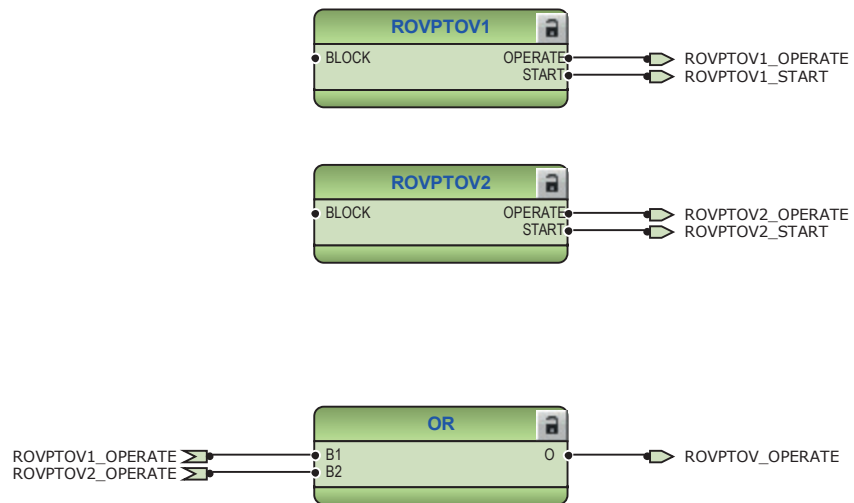 ROVPTOV1
BLOCK OPERATE ROVPTOV1_OPERATE
START ROVPTOV1_START
ROVPTOV2
BLOCK OPERATE ROVPTOV2_OPERATE
START ROVPTOV2_START
OR
ROVPTOV1_OPERATE B1 O ROVPTOV_OPERATE
ROVPTOV2_OPERATE B2